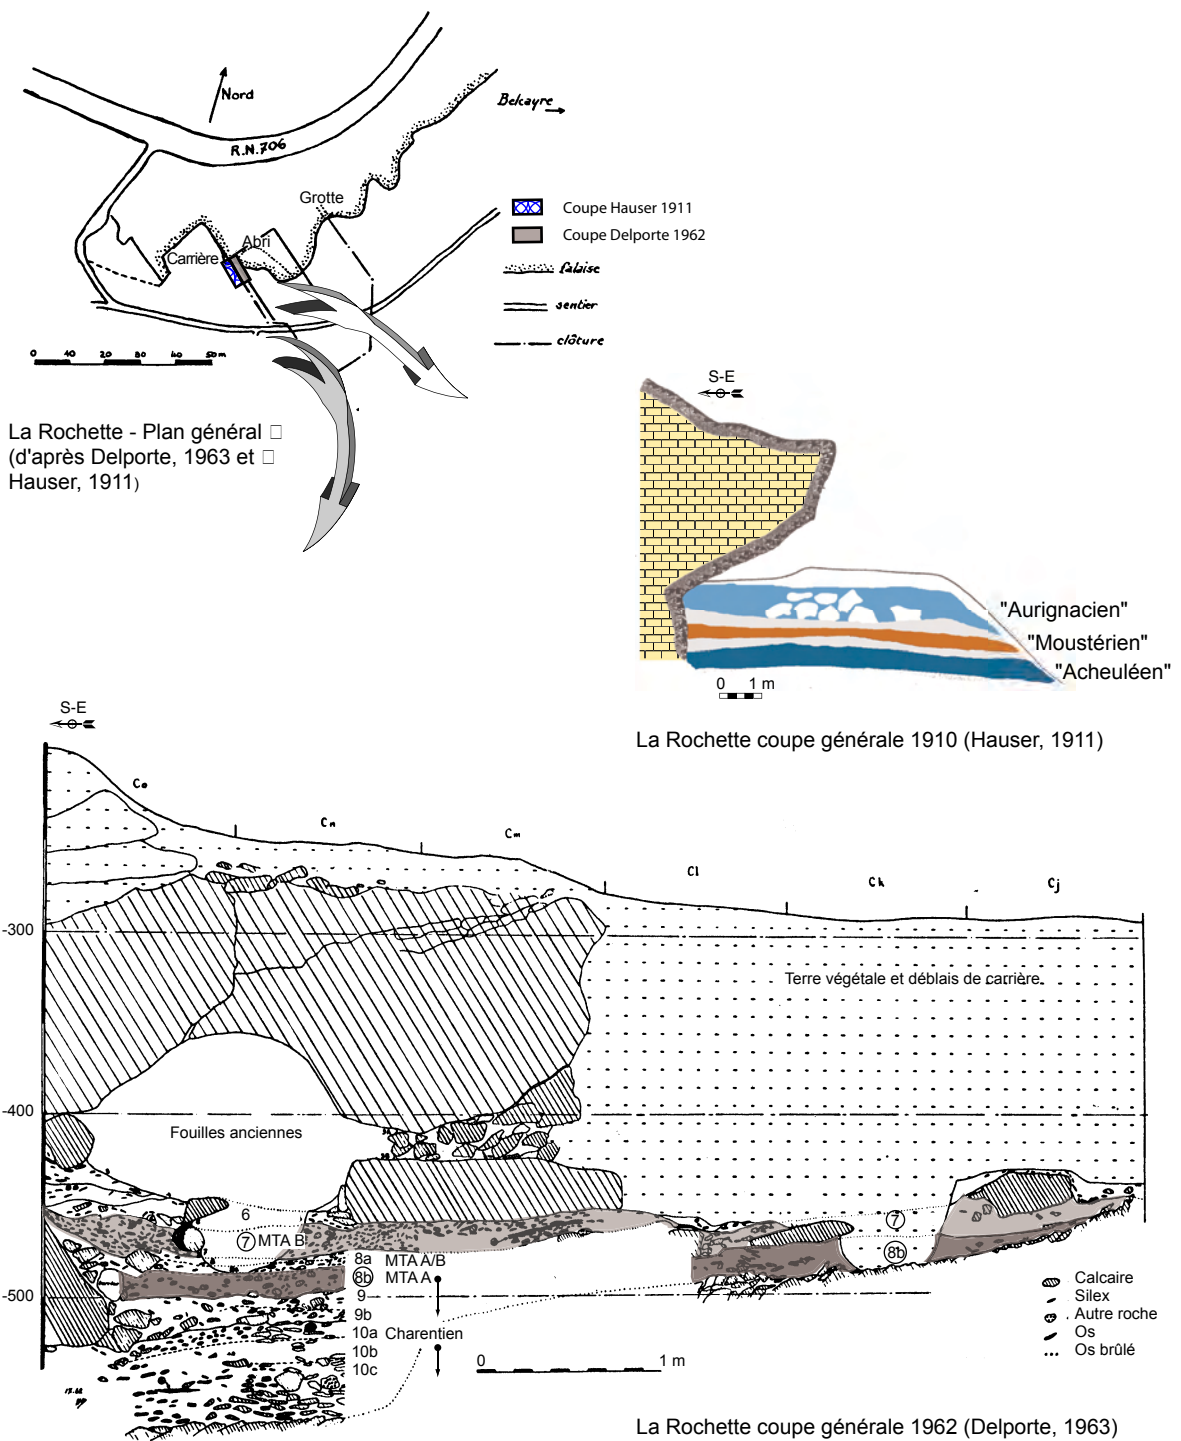 Nord
Belcayre
R.N. 706
Grotte
Abri
Carrière
Coupe Hauser 1911
Coupe Delporte 1962
falaise
sentier
clôture
0 10 20 30 40 50m
La Rochette - Plan général □
(d'après Delporte, 1963 et □
Hauser, 1911)
S-E
"Aurignacien"
"Moustérien"
"Acheuléen"
0 1 m
La Rochette coupe générale 1910 (Hauser, 1911)
S-E
Co
Cn
Cm
Cl
Ck
Cj
-300
Terre végétale et déblais de carrière
-400
Fouilles anciennes
6
7 MTA B
7
8a MTA A/B
8b MTA A
8b
9
-500
9b
10a Charentien
10b
10c
0 1 m
Calcaire
Silex
Autre roche
Os
Os brûlé
La Rochette coupe générale 1962 (Delporte, 1963)